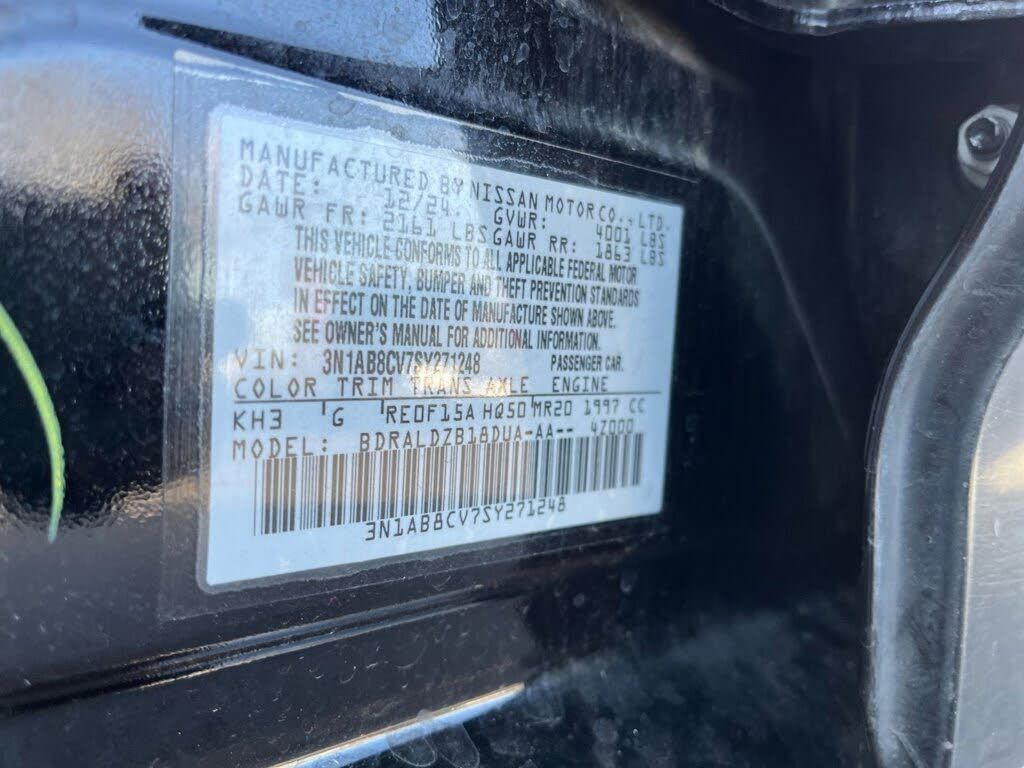 MANUFACTURED BY NISSAN MOTOR CO., LTD.
DATE: 12/24. GVWR: 4001 LBS
GAWR FR: 2161 LBS GAWR RR: 1863 LBS
THIS VEHICLE CONFORMS TO ALL APPLICABLE FEDERAL MOTOR
VEHICLE SAFETY, BUMPER AND THEFT PREVENTION STANDARDS
IN EFFECT ON THE DATE OF MANUFACTURE SHOWN ABOVE.
SEE OWNER'S MANUAL FOR ADDITIONAL INFORMATION.
VIN: 3N1AB8CV7SY271248 PASSENGER CAR.
COLOR TRIM TRANS AXLE ENGINE
KH3 G RE0F15A HQ50 MR20 1997 CC
MODEL: BDRALDZB18DUA-AA-- 4Z000
3N1AB8CV7SY271248